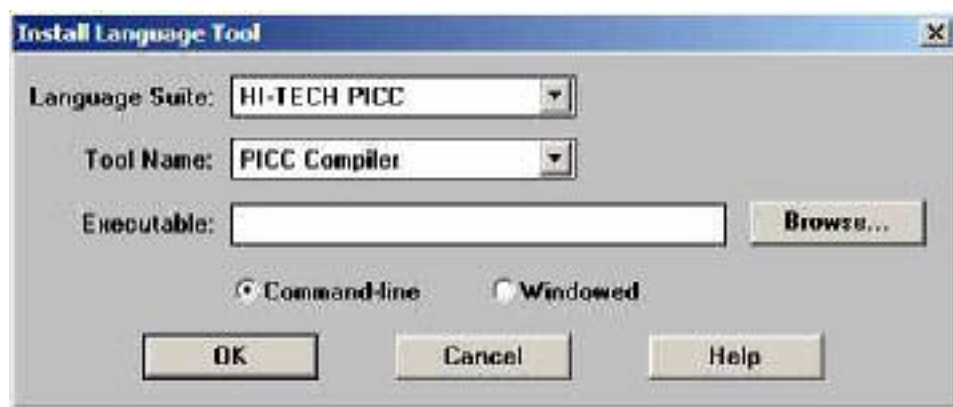 Install Language Tool
Language Suite: HI-TECH PICC
Tool Name: PICC Compiler
Executable: Browse...
Command-line Windowed
OK Cancel Help